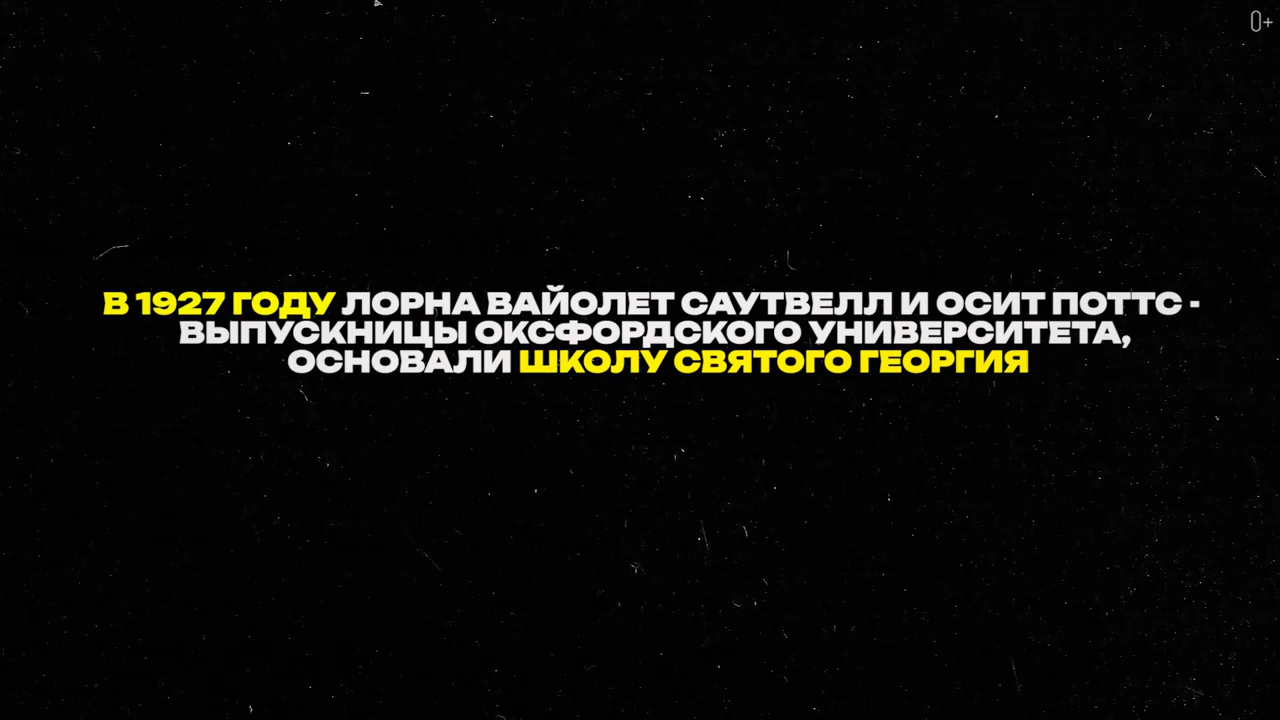 0+
В 1927 ГОДУ ЛОРНА ВАЙОЛЕТ САУТВЕЛЛ И ОСИТ ПОТТС -
ВЫПУСКНИЦЫ ОКСФОРДСКОГО УНИВЕРСИТЕТА,
ОСНОВАЛИ ШКОЛУ СВЯТОГО ГЕОРГИЯ